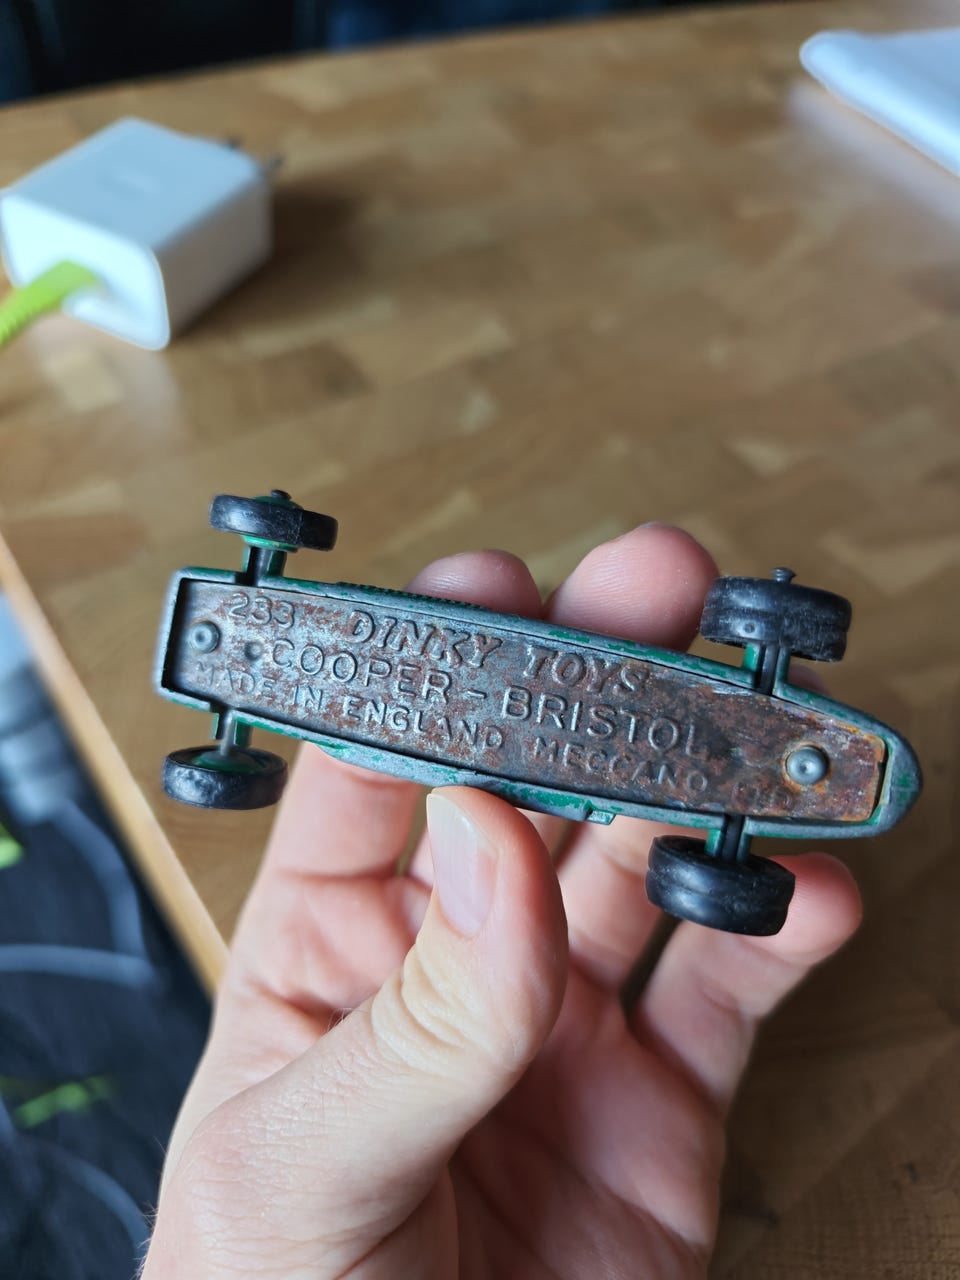 233 DINKY TOYS
COOPER-BRISTOL
MADE IN ENGLAND MECCANO LTD